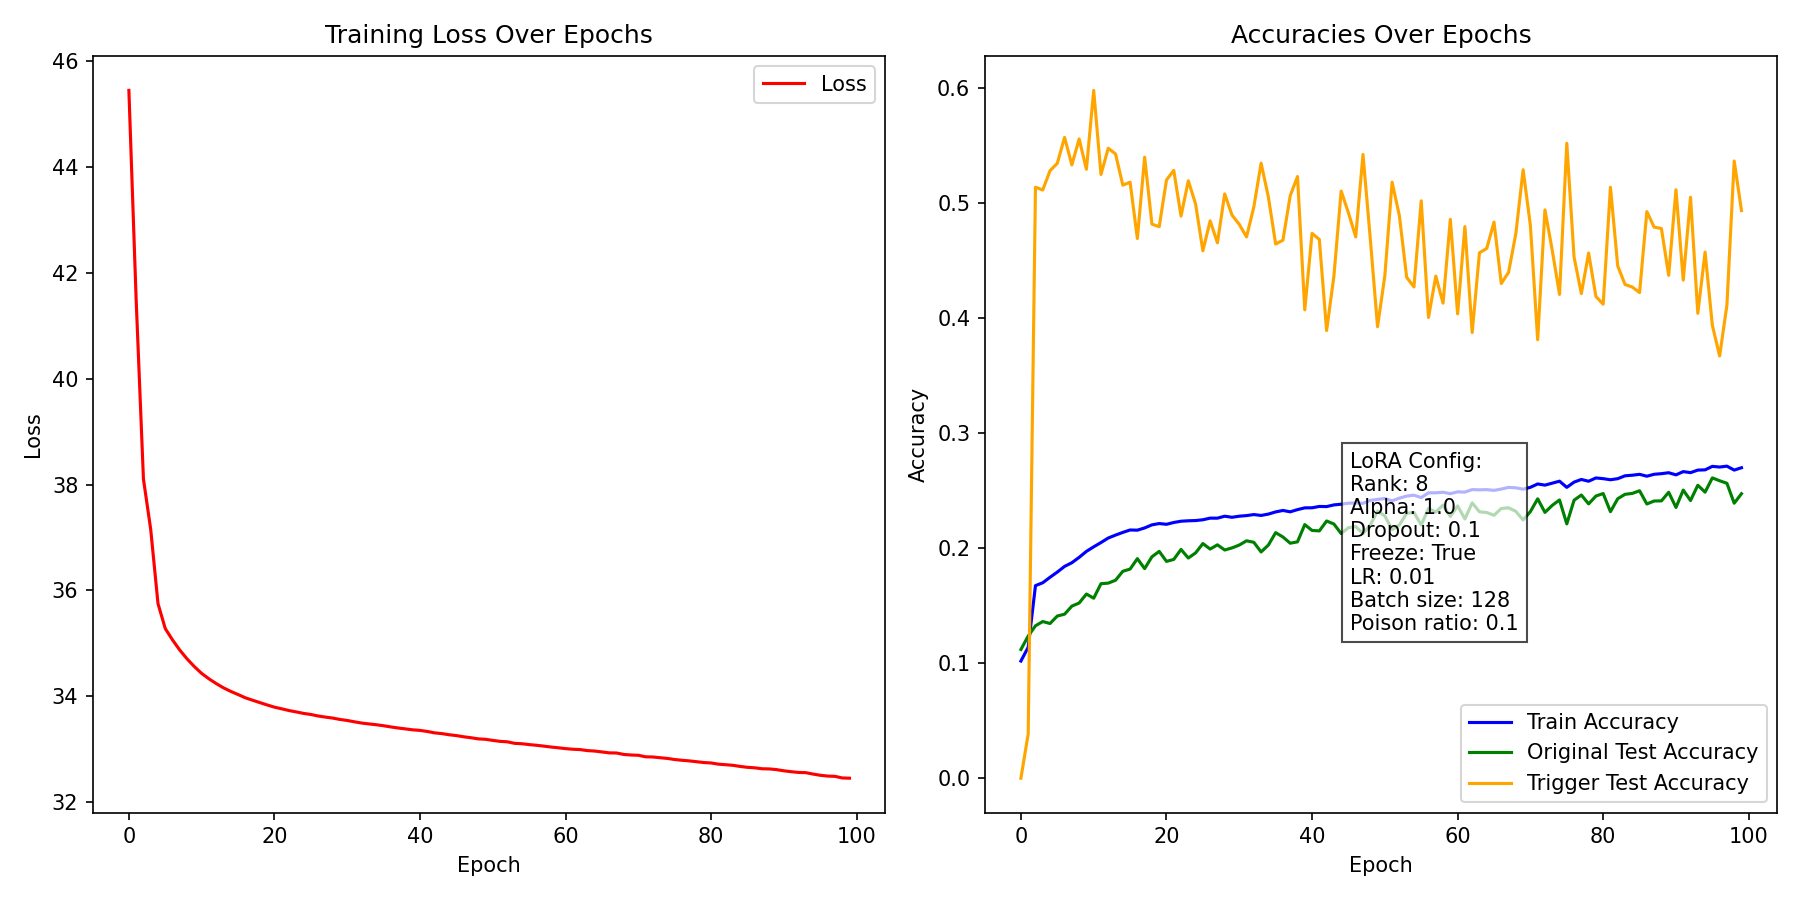 Training Loss Over Epochs
46
44
42
40
38
36
34
32
Loss
Loss
0
20
40
60
80
100
Epoch
Accuracies Over Epochs
0.6
0.5
0.4
0.3
0.2
0.1
0.0
Accuracy
LoRA Config:
Rank: 8
Alpha: 1.0
Dropout: 0.1
Freeze: True
LR: 0.01
Batch size: 128
Poison ratio: 0.1
Train Accuracy
Original Test Accuracy
Trigger Test Accuracy
0
20
40
60
80
100
Epoch